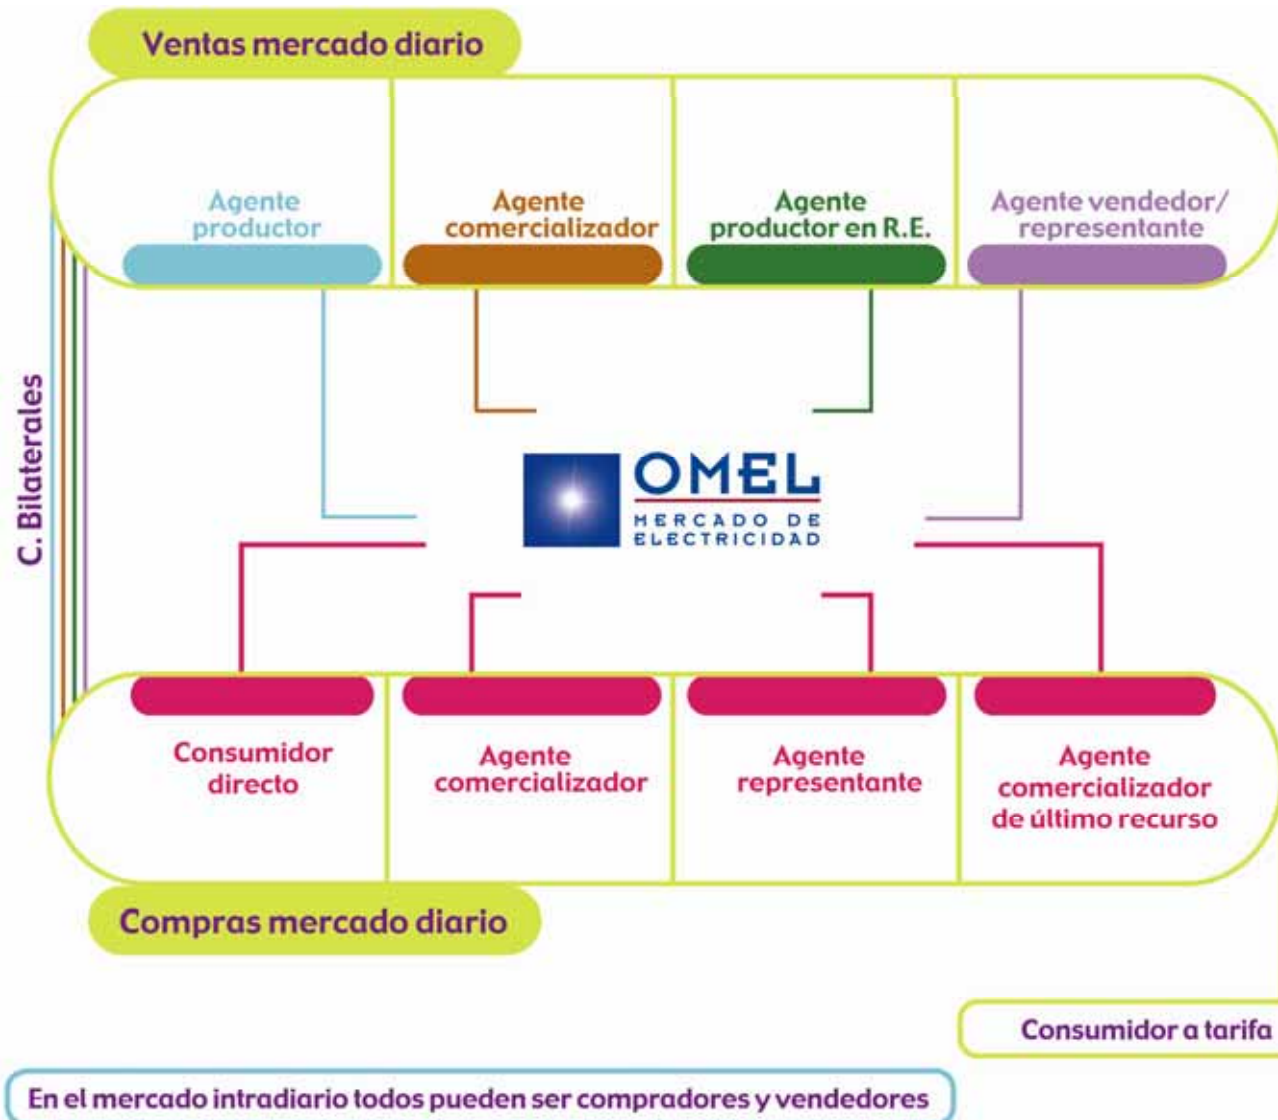 Ventas mercado diario
Agente
productor
Agente
comercializador
Agente
productor en R.E.
Agente vendedor/
representante
C. Bilaterales
OMEL
MERCADO DE
ELECTRICIDAD
Consumidor
directo
Agente
comercializador
Agente
representante
Agente
comercializador
de último recurso
Compras mercado diario
Consumidor a tarifa
En el mercado intradiario todos pueden ser compradores y vendedores